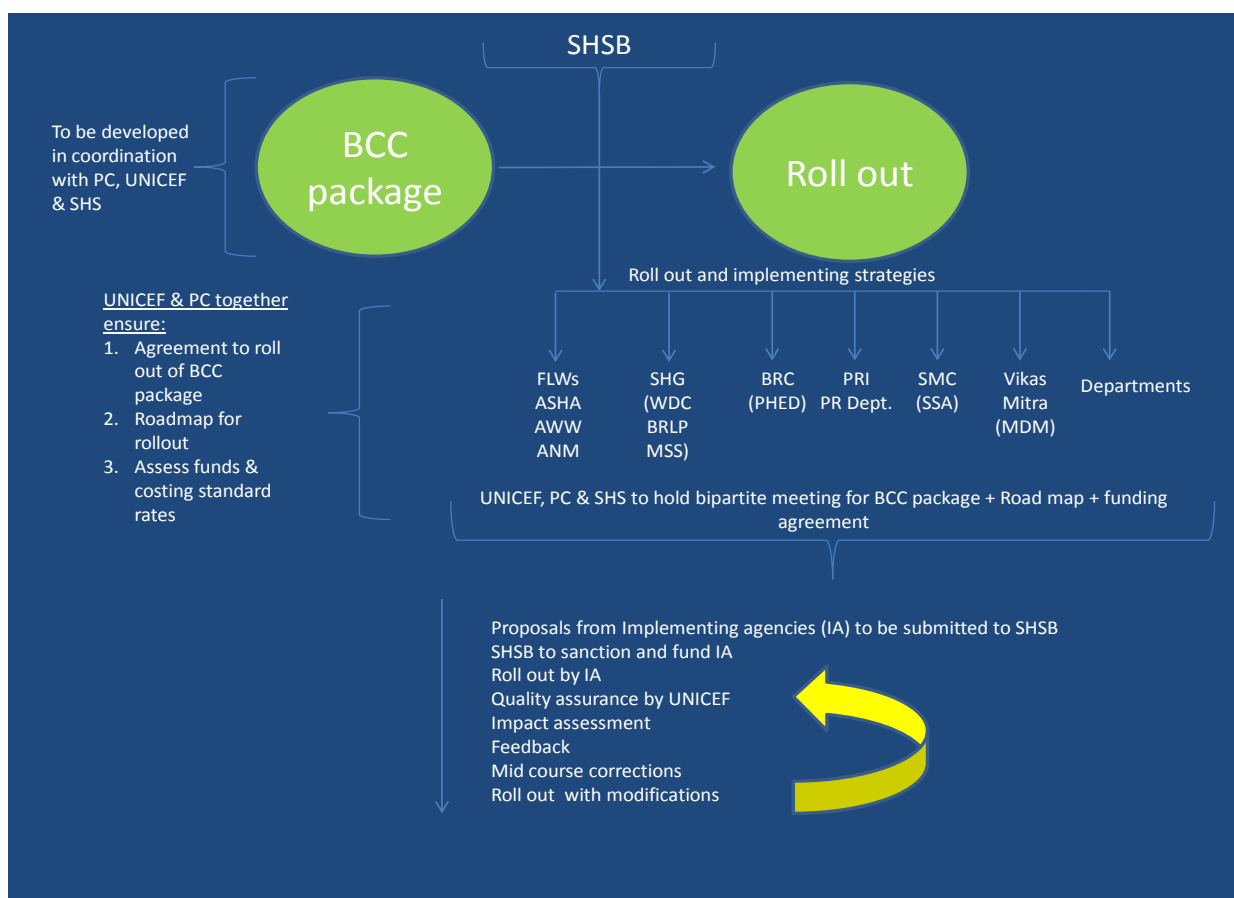 SHSB
To be developed
in coordination
with PC, UNICEF
& SHS
BCC
package
Roll out
Roll out and implementing strategies
UNICEF & PC together
ensure:
1. Agreement to roll
out of BCC
package
2. Roadmap for
rollout
3. Assess funds &
costing standard
rates
FLWs
ASHA
AWW
ANM
SHG
(WDC
BRLP
MSS)
BRC
(PHED)
PRI
PR Dept.
SMC
(SSA)
Vikas
Mitra
(MDM)
Departments
UNICEF, PC & SHS to hold bipartite meeting for BCC package + Road map + funding
agreement
Proposals from Implementing agencies (IA) to be submitted to SHSB
SHSB to sanction and fund IA
Roll out by IA
Quality assurance by UNICEF
Impact assessment
Feedback
Mid course corrections
Roll out with modifications